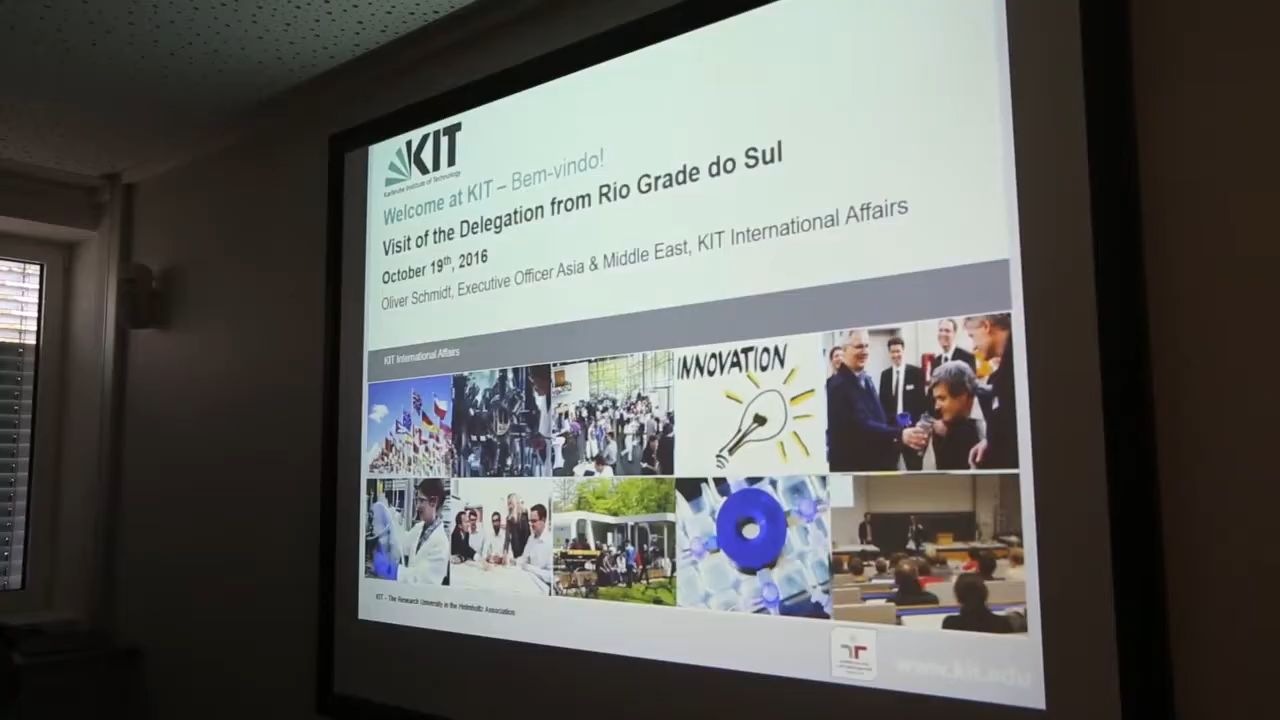 KIT
Karlsruhe Institute of Technology
Welcome at KIT – Bem-vindo!
Visit of the Delegation from Rio Grade do Sul
October 19th, 2016
Oliver Schmidt, Executive Officer Asia & Middle East, KIT International Affairs
KIT International Affairs
INNOVATION
KIT – The Research University in the Helmholtz Association
www.kit.edu